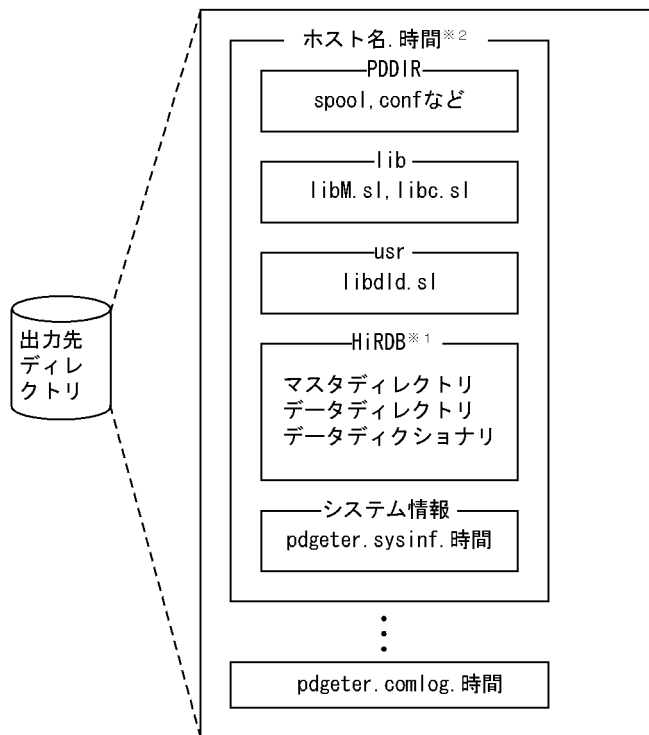 ホスト名.時間※2
PDDIR
spool,confなど
lib
libM.sl,libc.sl
usr
libdld.sl
HiRDB※1
マスタディレクトリ
データディレクトリ
データディクショナリ
システム情報
pdgeter.sysinf.時間
pdgeter.comlog.時間
出力先
ディレ
クトリ